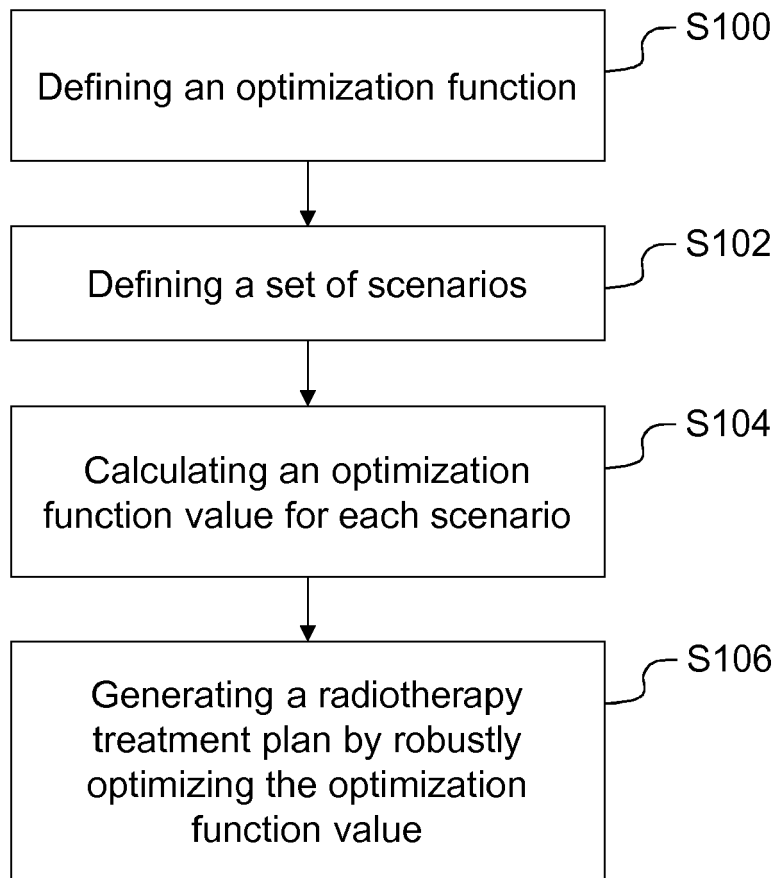 S100
Defining an optimization function
S102
Defining a set of scenarios
S104
Calculating an optimization
function value for each scenario
S106
Generating a radiotherapy
treatment plan by robustly
optimizing the optimization
function value